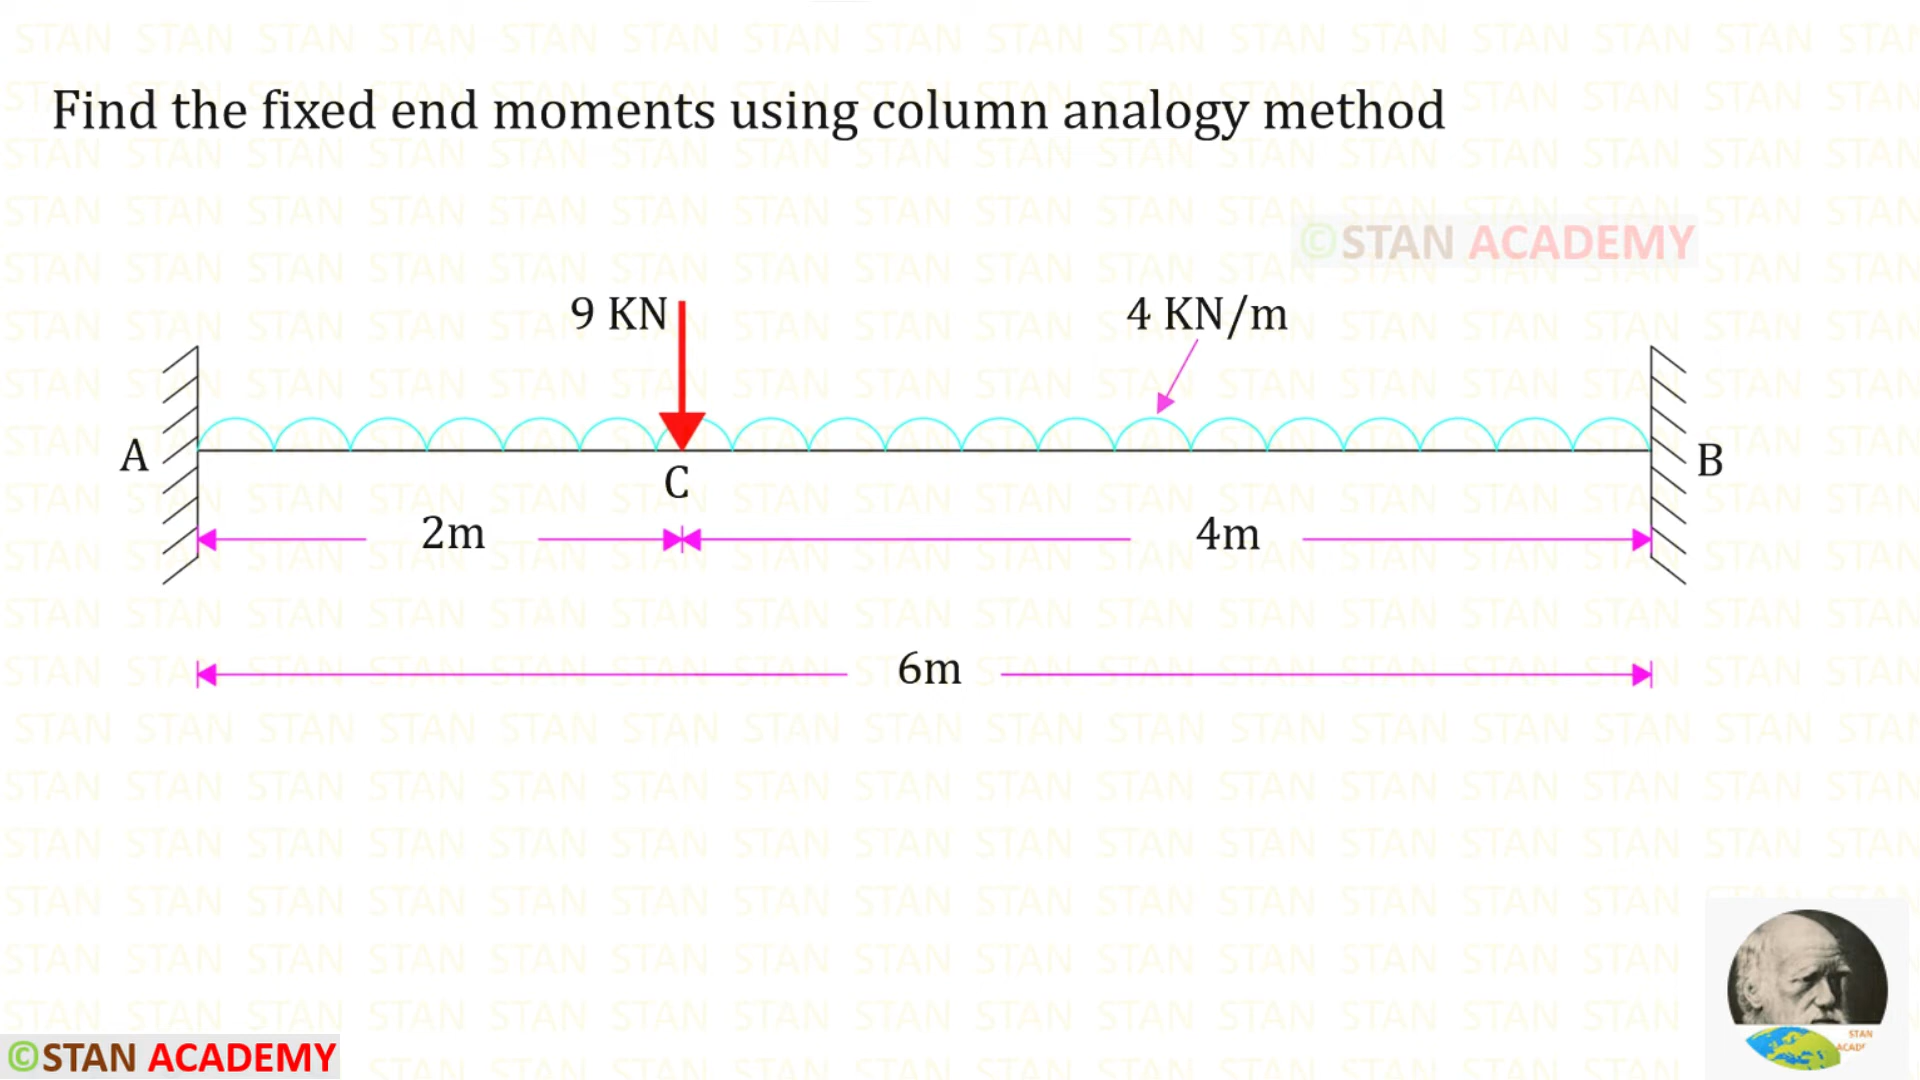 Find the fixed end moments using column analogy method
©STAN ACADEMY
9 KN
4 KN/m
A
C
B
2m
4m
6m
STAN
©STAN ACADEMY